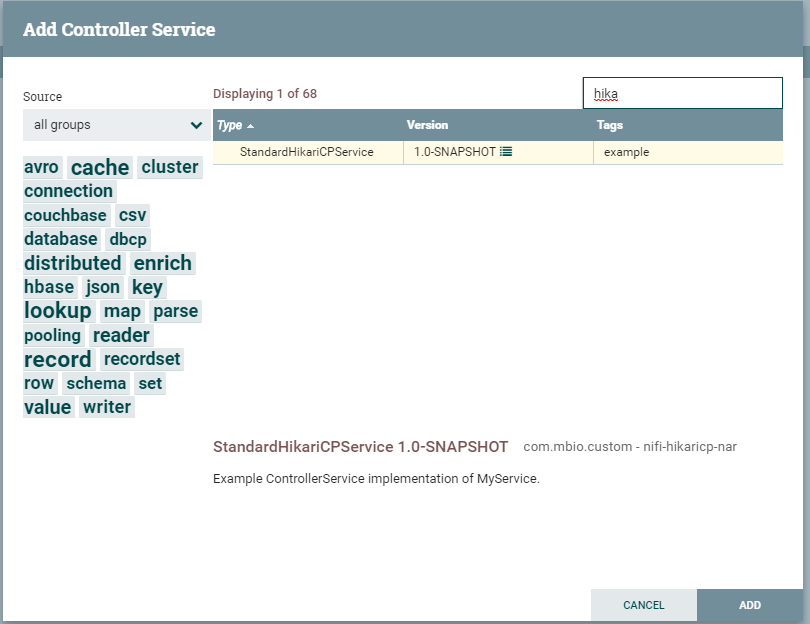 Add Controller Service
Source
Displaying 1 of 68
hika
all groups
Type Version Tags
StandardHikariCPService 1.0-SNAPSHOT example
avro cache cluster
connection
couchbase csv
database dbcp
distributed enrich
hbase json key
lookup map parse
pooling reader
record recordset
row schema set
value writer
StandardHikariCPService 1.0-SNAPSHOT com.mbio.custom - nifi-hikaricp-nar
Example ControllerService implementation of MyService.
CANCEL ADD